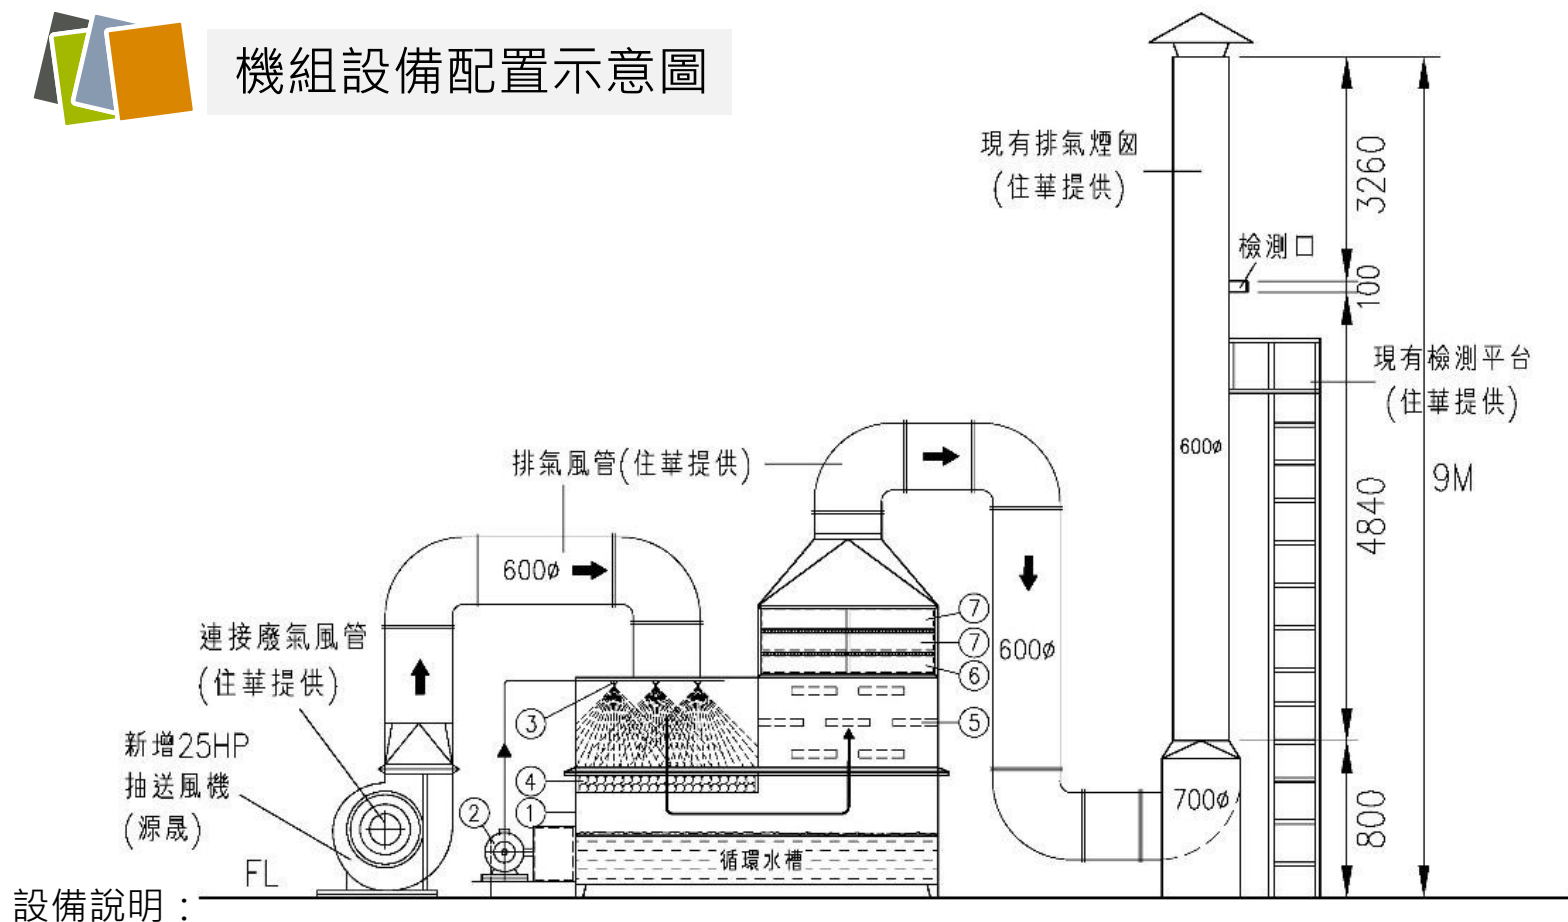 機組設備配置示意圖
現有排氣煙囪
(住華提供)
3260
檢測口
100
現有檢測平台
(住華提供)
600ø
9M
4840
排氣風管(住華提供)
600ø
連接廢氣風管
(住華提供)
新增25HP
抽送風機
(源晟)
7
7
6
600ø
3
5
4
1
2
700ø
800
循環水槽
FL
設備說明：